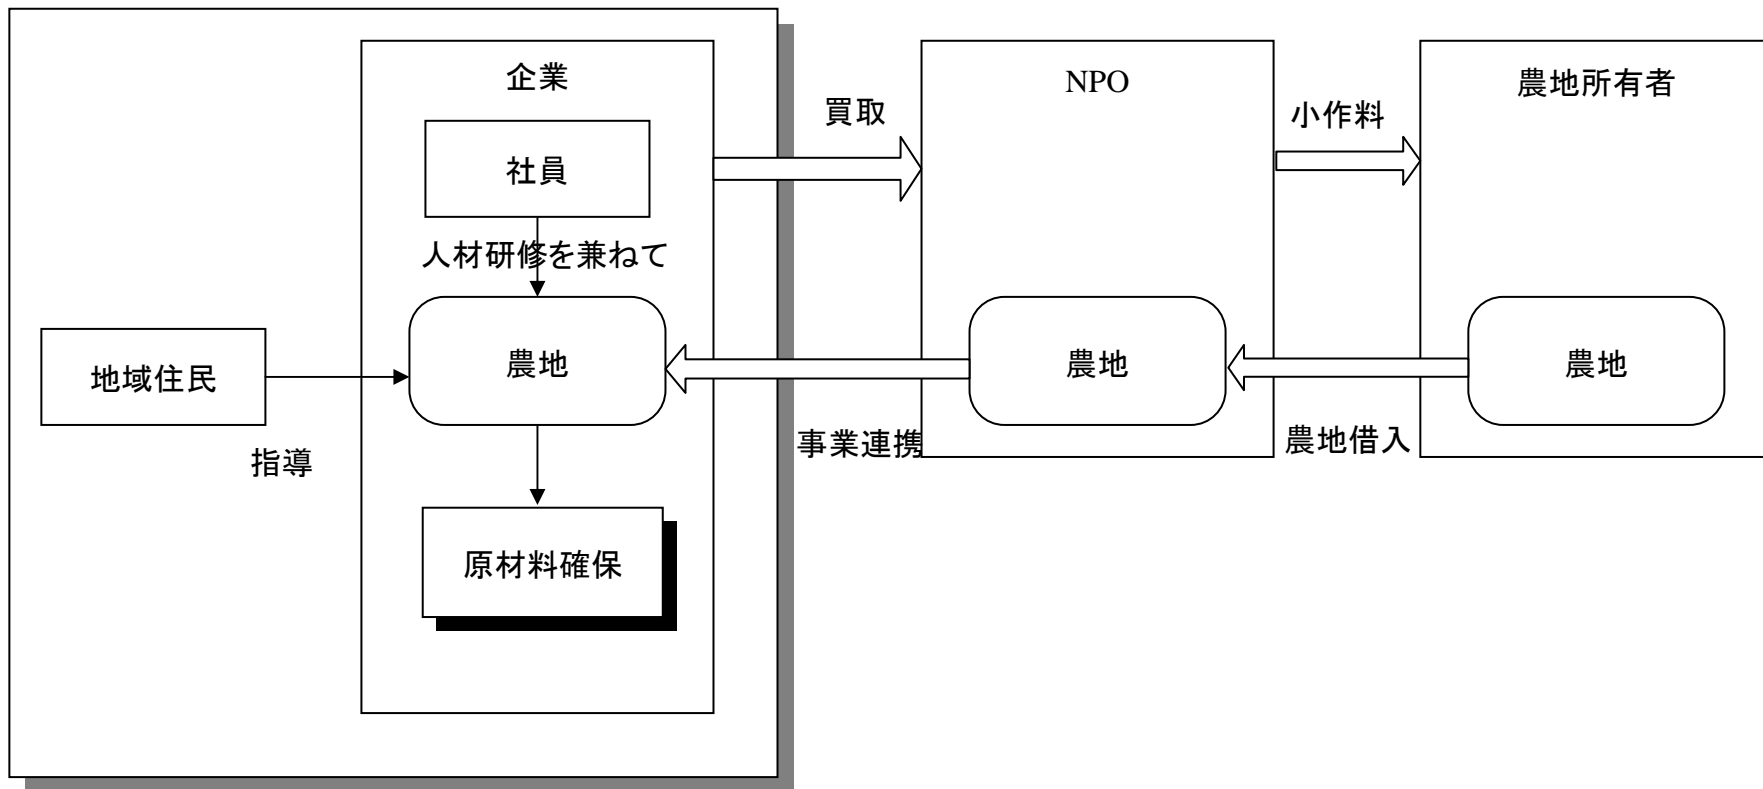 企業
NPO
農地所有者
買取
小作料
社員
人材研修を兼ねて
地域住民
農地
農地
農地
指導
事業連携
農地借入
原材料確保